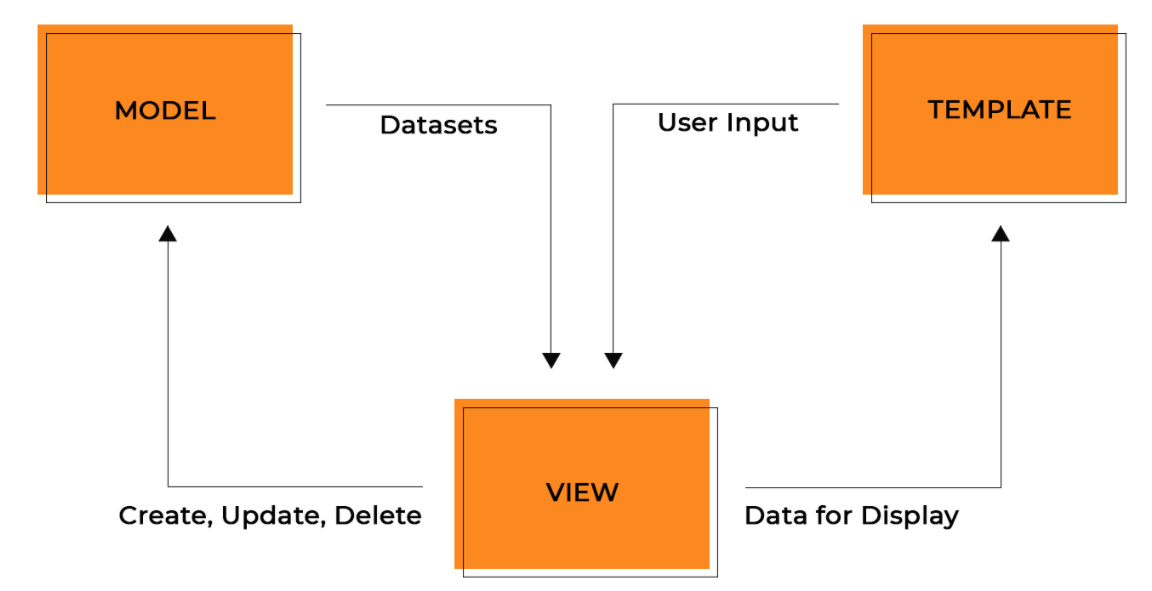 MODEL
Datasets
User Input
TEMPLATE
Create, Update, Delete
VIEW
Data for Display